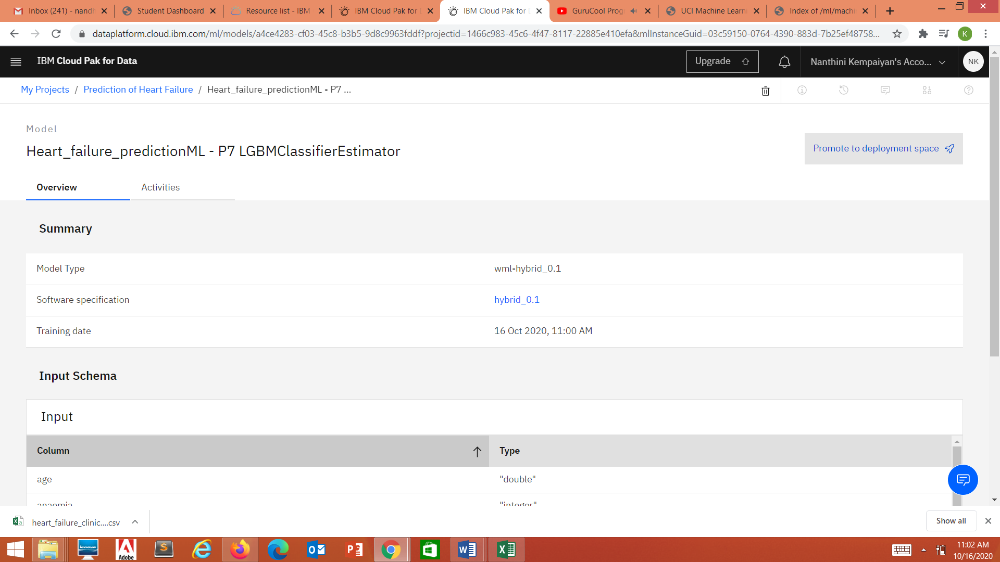 Inbox (241) - nandh
Student Dashboard
Resource list - IBM
IBM Cloud Pak for D
IBM Cloud Pak for D
GuruCool Prog
UCI Machine Learni
Index of /ml/machi
dataplatform.cloud.ibm.com/ml/models/a4ce4283-cf03-45c8-b3b5-9d8c9963fddf?projectid=1466c983-45c6-4f47-8117-22885e410efa&mlInstanceGuid=03c59150-0764-4390-883d-7b25ef48758...
K
IBM Cloud Pak for Data
Upgrade
Nanthini Kempaiyan's Acco...
NK
My Projects / Prediction of Heart Failure / Heart_failure_predictionML - P7 ...
Model
Heart_failure_predictionML - P7 LGBMClassifierEstimator
Promote to deployment space
Overview
Activities
Summary
Model Type
wml-hybrid_0.1
Software specification
hybrid_0.1
Training date
16 Oct 2020, 11:00 AM
Input Schema
Input
Column
Type
age
"double"
anaemia
"integer"
heart_failure_clinic....csv
Show all
Adobe
11:02 AM
10/16/2020